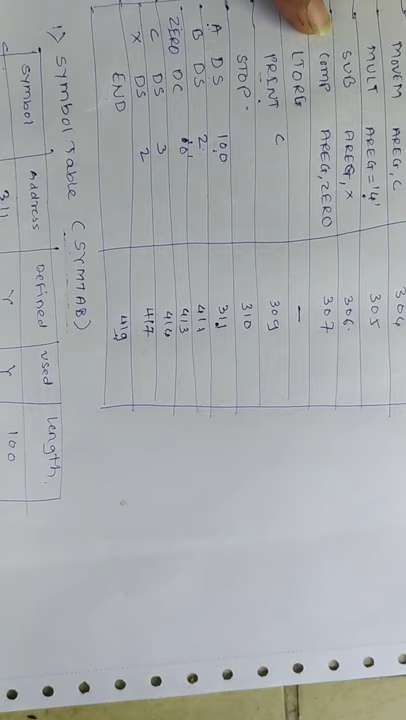 MOVEM AREG, C 304
MULT AREG='4' 305
SUB AREG, X 306.
COMP AREG, ZERO 307
LTORG —
PRINT C 309
STOP. 310
A DS 100 311
B DS 2 411
ZERO DC '0' 413
C DS 3 414
X DS 2 417
END 419
1) Symbol Table (SYMTAB)
Symbol Address Defined used Length.
311 Y Y 100